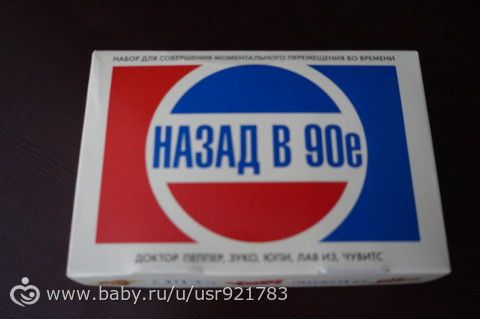 НАБОР ДЛЯ СОВЕРШЕНИЯ МОМЕНТАЛЬНОГО ПЕРЕМЕЩЕНИЯ ВО ВРЕМЕНИ
НАЗАД В 90е
ДОКТОР ПЕППЕР, ЗУКО, ЮПИ, ЛАВ ИЗ, ЧУВИТС
www.baby.ru/u/usr921783